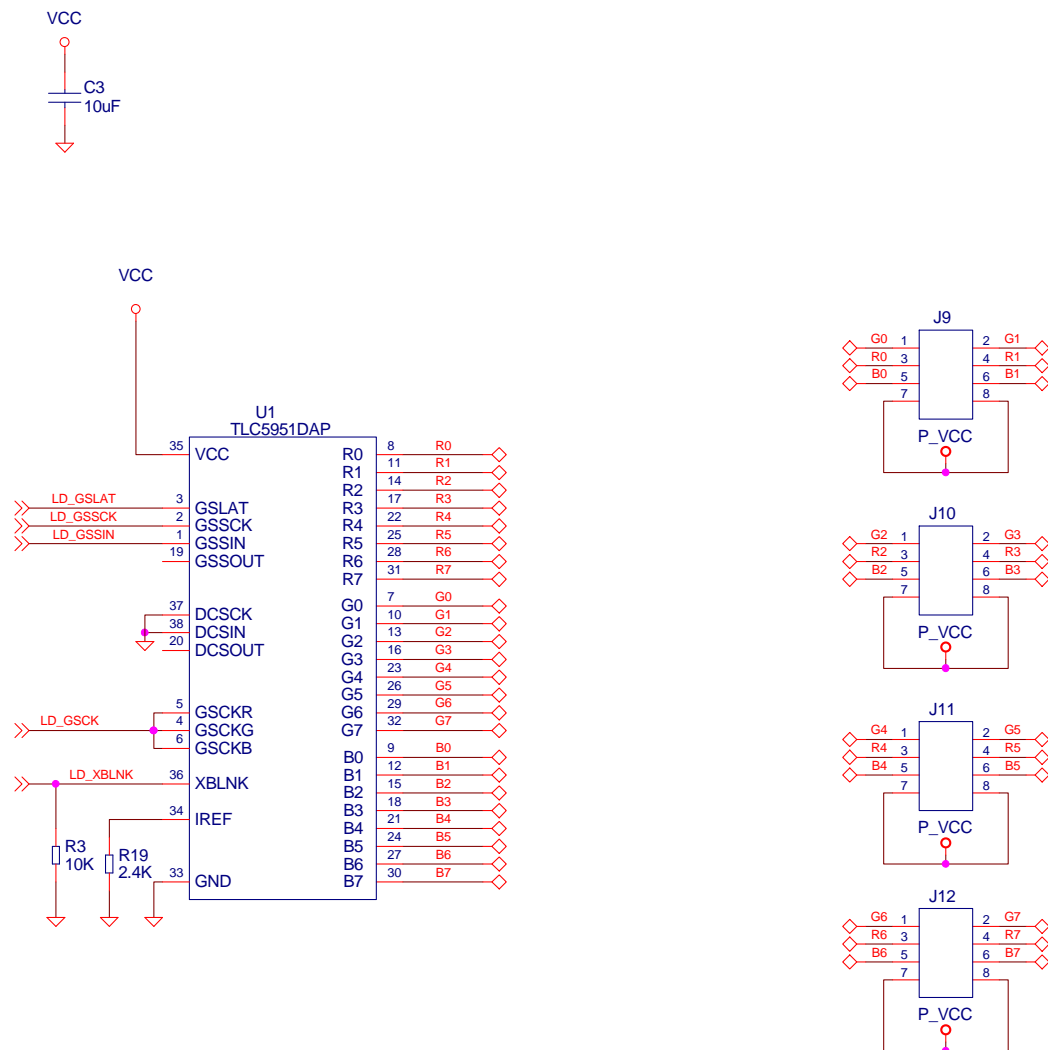 VCC
C3
10uF
VCC
U1
TLC5951DAP
35 VCC
LD_GSLAT 3 GSLAT
LD_GSSCK 2 GSSCK
LD_GSSIN 1 GSSIN
19 GSSOUT
37 DCSCK
38 DCSIN
20 DCSOUT
5 GSCKR
LD_GSCK 4 GSCKG
6 GSCKB
LD_XBLNK 36 XBLNK
34 IREF
R3
10K
R19
2.4K
33 GND
R0 8 R0
R1 11 R1
R2 14 R2
R3 17 R3
R4 22 R4
R5 25 R5
R6 28 R6
R7 31 R7
G0 7 G0
G1 10 G1
G2 13 G2
G3 16 G3
G4 23 G4
G5 26 G5
G6 29 G6
G7 32 G7
B0 9 B0
B1 12 B1
B2 15 B2
B3 18 B3
B4 21 B4
B5 24 B5
B6 27 B6
B7 30 B7
J9
G0 1 2 G1
R0 3 4 R1
B0 5 6 B1
7 8
P_VCC
J10
G2 1 2 G3
R2 3 4 R3
B2 5 6 B3
7 8
P_VCC
J11
G4 1 2 G5
R4 3 4 R5
B4 5 6 B5
7 8
P_VCC
J12
G6 1 2 G7
R6 3 4 R7
B6 5 6 B7
7 8
P_VCC